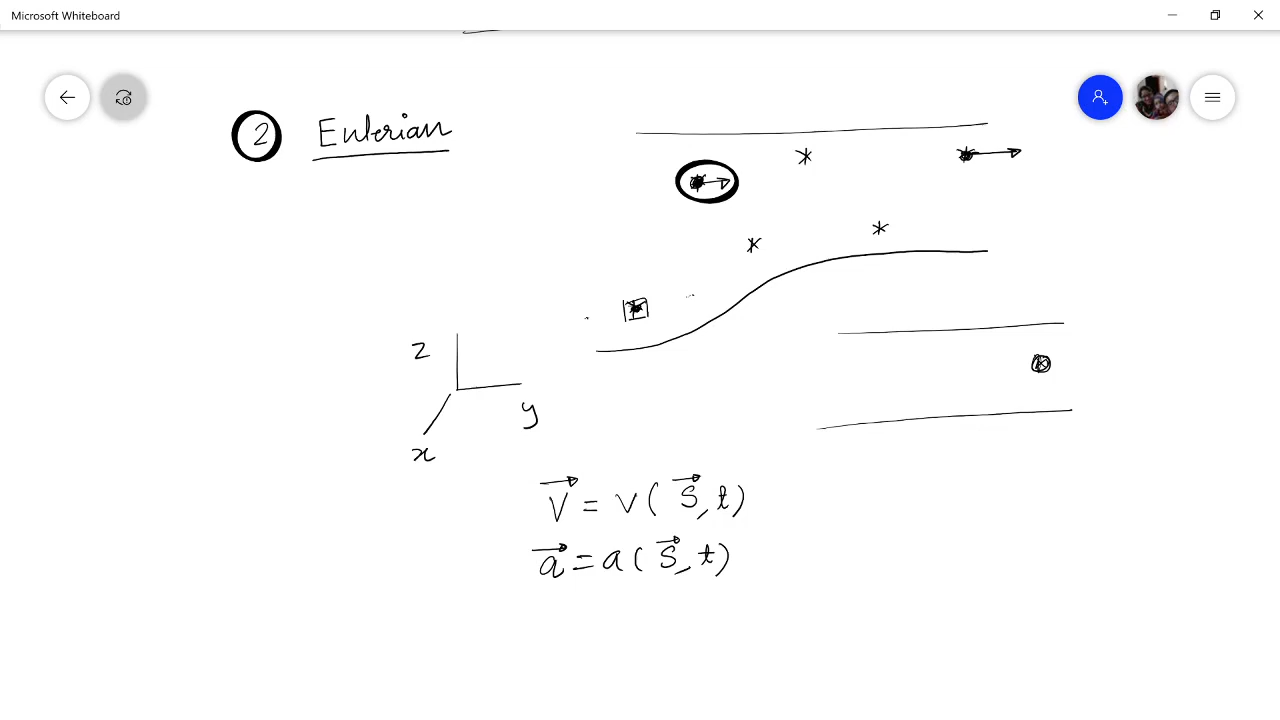 Microsoft Whiteboard
2 Eulerian
z
y
x
V = v( S, t)
a = a( S, t)